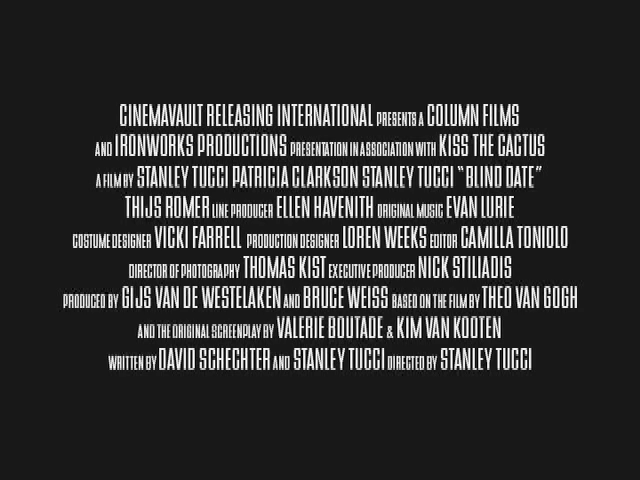 CINEMAVAULT RELEASING INTERNATIONAL PRESENTS A COLUMN FILMS
AND IRONWORKS PRODUCTIONS PRESENTATION IN ASSOCIATION WITH KISS THE CACTUS
A FILM BY STANLEY TUCCI PATRICIA CLARKSON STANLEY TUCCI "BLIND DATE"
THIJS ROMER LINE PRODUCER ELLEN HAVENITH ORIGINAL MUSIC EVAN LURIE
COSTUME DESIGNER VICKI FARRELL PRODUCTION DESIGNER LOREN WEEKS EDITOR CAMILLA TONIOLO
DIRECTOR OF PHOTOGRAPHY THOMAS KIST EXECUTIVE PRODUCER NICK STILIADIS
PRODUCED BY GIJS VAN DE WESTELAKEN AND BRUCE WEISS BASED ON THE FILM BY THEO VAN GOGH
AND THE ORIGINAL SCREENPLAY BY VALERIE BOUTADE & KIM VAN KOOTEN
WRITTEN BY DAVID SCHECHTER AND STANLEY TUCCI DIRECTED BY STANLEY TUCCI